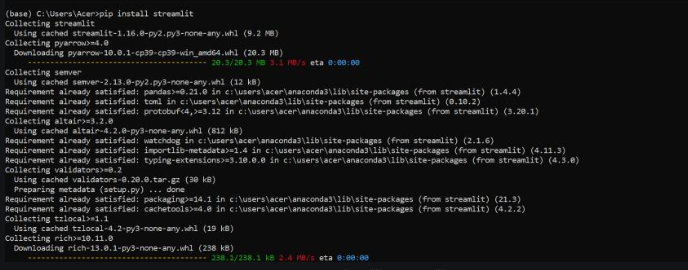 (base) C:\Users\Acer>pip install streamlit
Collecting streamlit
Using cached streamlit-1.16.0-py2.py3-none-any.whl (9.2 MB)
Collecting pyarrow>=4.0
Downloading pyarrow-10.0.1-cp39-cp39-win_amd64.whl (20.3 MB)
---------------------------------------- 20.3/20.3 MB 3.1 MB/s eta 0:00:00
Collecting semver
Using cached semver-2.13.0-py2.py3-none-any.whl (12 kB)
Requirement already satisfied: pandas>=0.21.0 in c:\users\acer\anaconda3\lib\site-packages (from streamlit) (1.4.4)
Requirement already satisfied: toml in c:\users\acer\anaconda3\lib\site-packages (from streamlit) (0.10.2)
Requirement already satisfied: protobuf<4,>=3.12 in c:\users\acer\anaconda3\lib\site-packages (from streamlit) (3.20.1)
Collecting altair>=3.2.0
Using cached altair-4.2.0-py3-none-any.whl (812 kB)
Requirement already satisfied: watchdog in c:\users\acer\anaconda3\lib\site-packages (from streamlit) (2.1.6)
Requirement already satisfied: importlib-metadata>=1.4 in c:\users\acer\anaconda3\lib\site-packages (from streamlit) (4.11.3)
Requirement already satisfied: typing-extensions>=3.10.0.0 in c:\users\acer\anaconda3\lib\site-packages (from streamlit) (4.3.0)
Collecting validators>=0.2
Using cached validators-0.20.0.tar.gz (30 kB)
Preparing metadata (setup.py) ... done
Requirement already satisfied: packaging>=14.1 in c:\users\acer\anaconda3\lib\site-packages (from streamlit) (21.3)
Requirement already satisfied: cachetools>=4.0 in c:\users\acer\anaconda3\lib\site-packages (from streamlit) (4.2.2)
Collecting tzlocal>=1.1
Using cached tzlocal-4.2-py3-none-any.whl (19 kB)
Collecting rich>=10.11.0
Downloading rich-13.0.1-py3-none-any.whl (238 kB)
---------------------------------------- 238.1/238.1 kB 2.4 MB/s eta 0:00:00